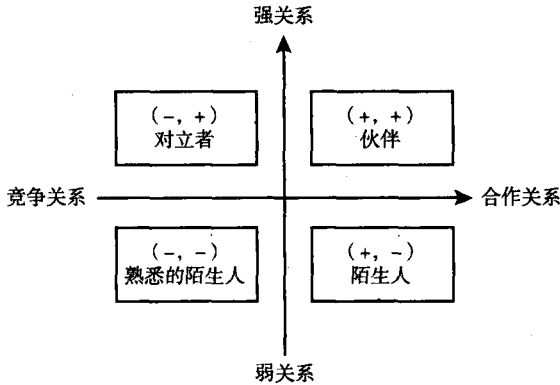 强关系
(-, +)
对立者
(+, +)
伙伴
竞争关系
合作关系
(-, -)
熟悉的陌生人
(+, -)
陌生人
弱关系